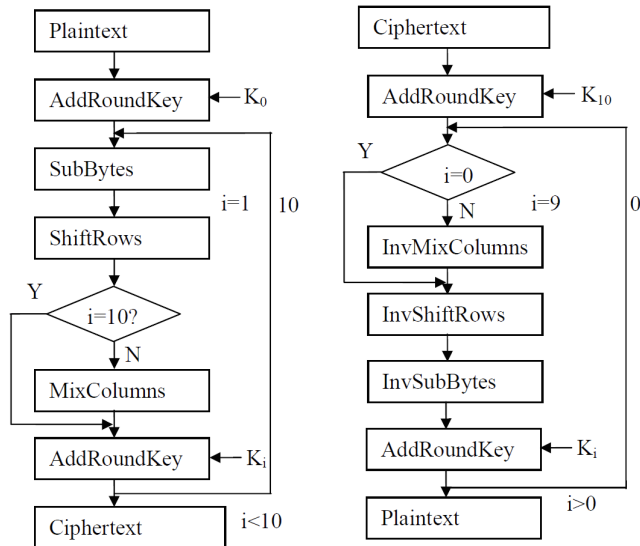 Plaintext
AddRoundKey
K0
SubBytes
i=1
10
ShiftRows
Y
i=10?
N
MixColumns
AddRoundKey
Ki
Ciphertext
i<10
Ciphertext
AddRoundKey
K10
Y
i=0
N
i=9
0
InvMixColumns
InvShiftRows
InvSubBytes
AddRoundKey
Ki
i>0
Plaintext